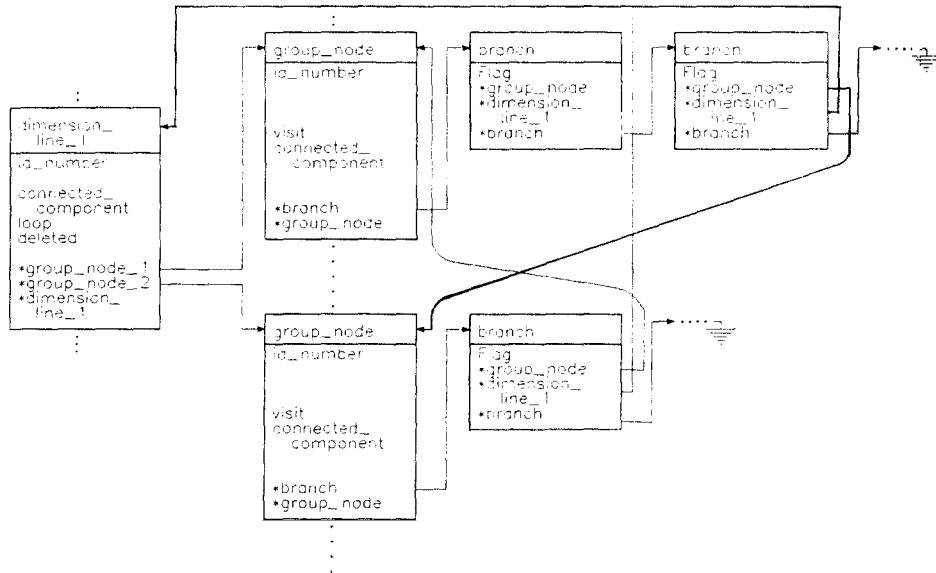 dimension_
line_1
id_number
connected_
component
loop
deleted
*group_node_1
*group_node_2
*dimension_
line_1
group_node
id_number
visit
connected_
component
*branch
*group_node
branch
Flag
*group_node
*dimension_
line_1
*branch
branch
Flag
*group_node
*dimension_
line_1
*branch
group_node
id_number
visit
connected_
component
*branch
*group_node
branch
Flag
*group_node
*dimension_
line_1
*branch